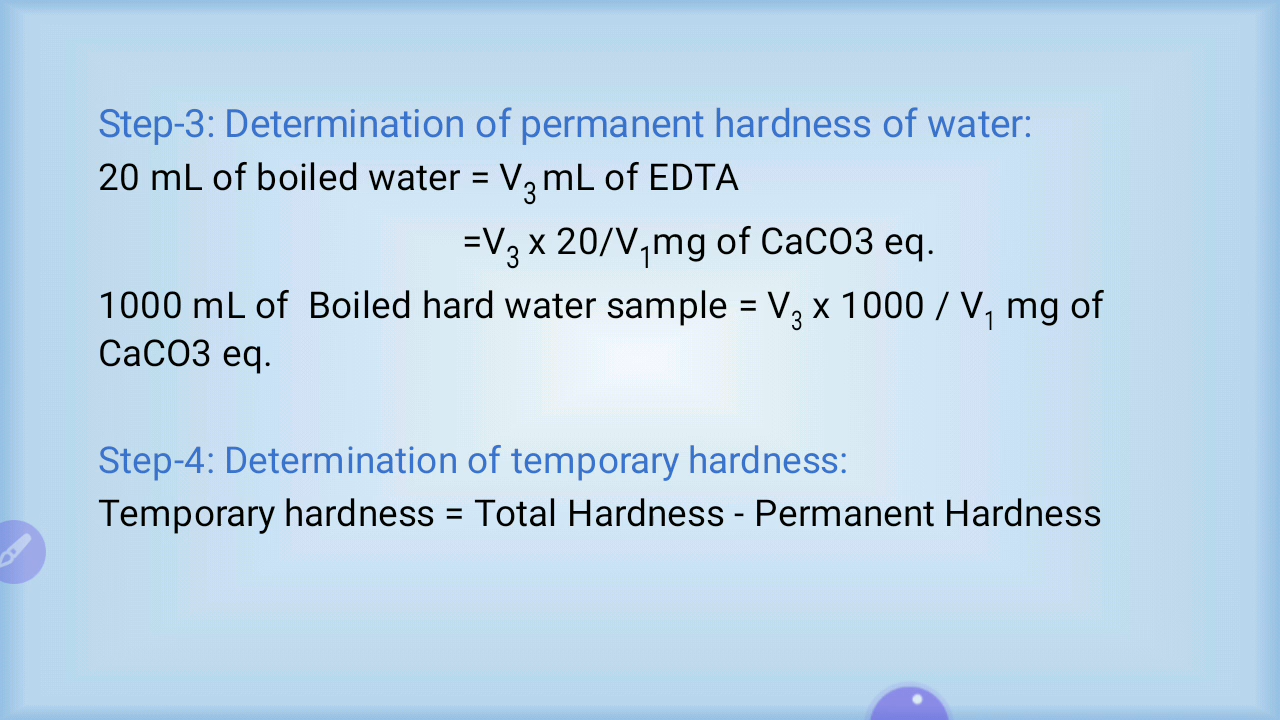 Step-3: Determination of permanent hardness of water:
20 mL of boiled water = V₃ mL of EDTA
=V₃ x 20/V₁mg of CaCO3 eq.
1000 mL of  Boiled hard water sample = V₃ x 1000 / V₁ mg of
CaCO3 eq.
Step-4: Determination of temporary hardness:
Temporary hardness = Total Hardness - Permanent Hardness